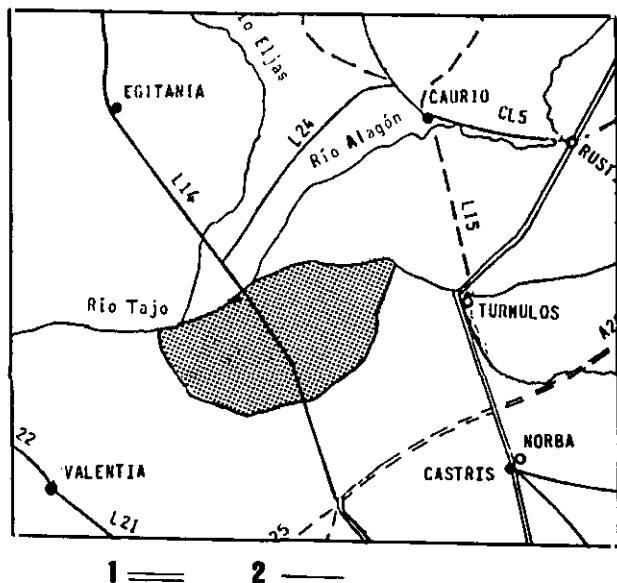 Eljas
EGITANIA
CAURIO
CL5
L24
Río Alagón
RUST
L14
L15
Río Tajo
TURMULOS
NORBA
22
VALENTIA
CASTRIS
L21
25
1 2